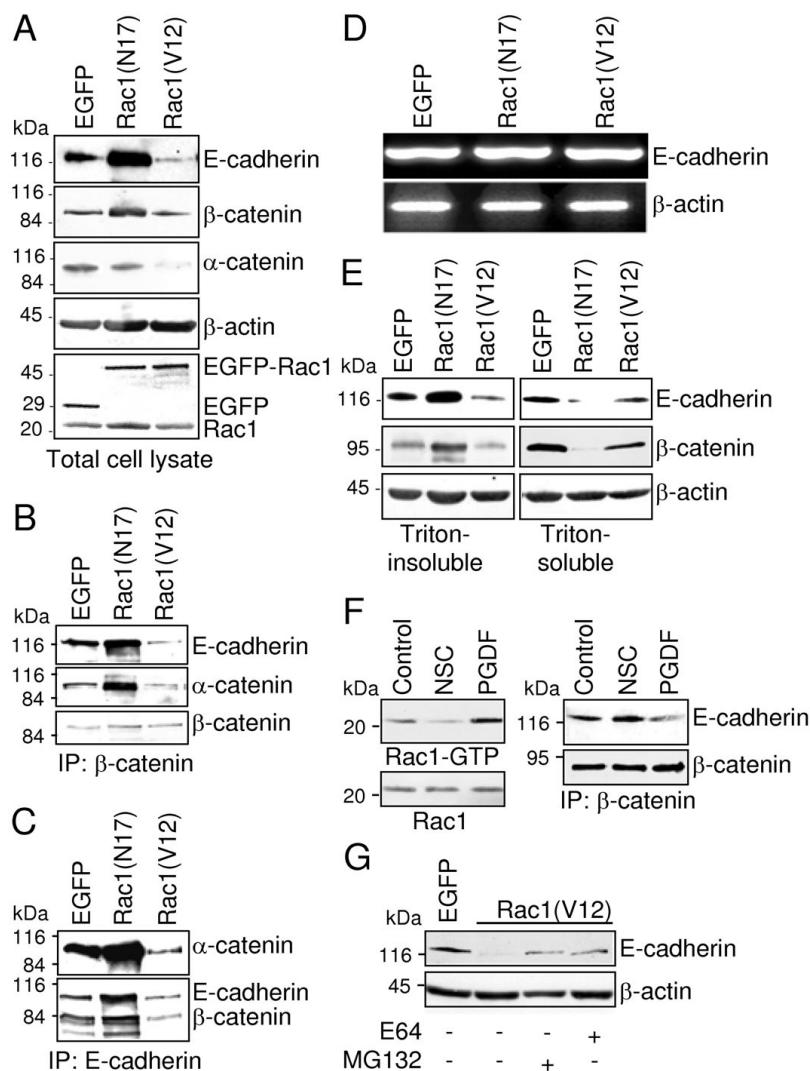 A
EGFP
Rac1(N17)
Rac1(V12)
kDa
116
E-cadherin
116
84
β-catenin
116
84
α-catenin
45
β-actin
45
EGFP-Rac1
29
EGFP
20
Rac1
Total cell lysate
B
EGFP
Rac1(N17)
Rac1(V12)
kDa
116
E-cadherin
116
84
α-catenin
84
β-catenin
IP: β-catenin
C
EGFP
Rac1(N17)
Rac1(V12)
kDa
116
84
α-catenin
116
E-cadherin
84
β-catenin
IP: E-cadherin
D
EGFP
Rac1(N17)
Rac1(V12)
E-cadherin
β-actin
E
EGFP
Rac1(N17)
Rac1(V12)
EGFP
Rac1(N17)
Rac1(V12)
kDa
116
E-cadherin
95
β-catenin
45
β-actin
Triton-
insoluble
Triton-
soluble
F
Control
NSC
PGDF
kDa
20
Rac1-GTP
20
Rac1
Control
NSC
PGDF
kDa
116
E-cadherin
95
β-catenin
IP: β-catenin
G
EGFP
Rac1(V12)
kDa
116
E-cadherin
45
β-actin
E64 - - - +
MG132 - - + -